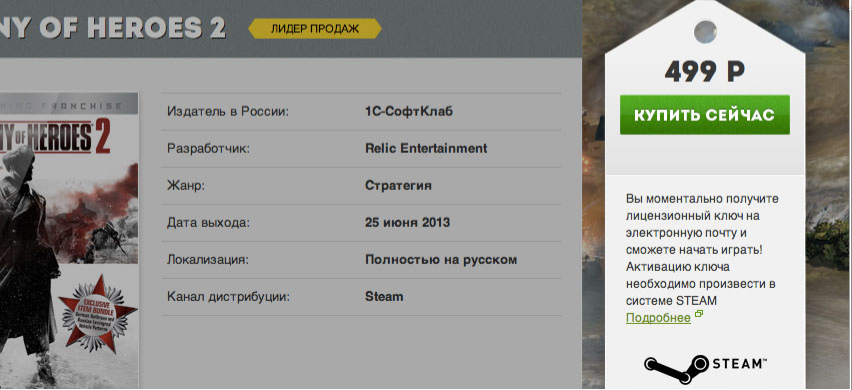 NY OF HEROES 2
ЛИДЕР ПРОДАЖ
499 Р
КУПИТЬ СЕЙЧАС
FRANCHISE
NY OF HEROES 2
EXCLUSIVE
ITEM BUNDLE
Издатель в России: 1С-СофтКлаб
Разработчик: Relic Entertainment
Жанр: Стратегия
Дата выхода: 25 июня 2013
Локализация: Полностью на русском
Канал дистрибуции: Steam
Вы моментально получите
лицензионный ключ на
электронную почту и
сможете начать играть!
Активацию ключа
необходимо произвести в
системе STEAM
Подробнее
STEAM™